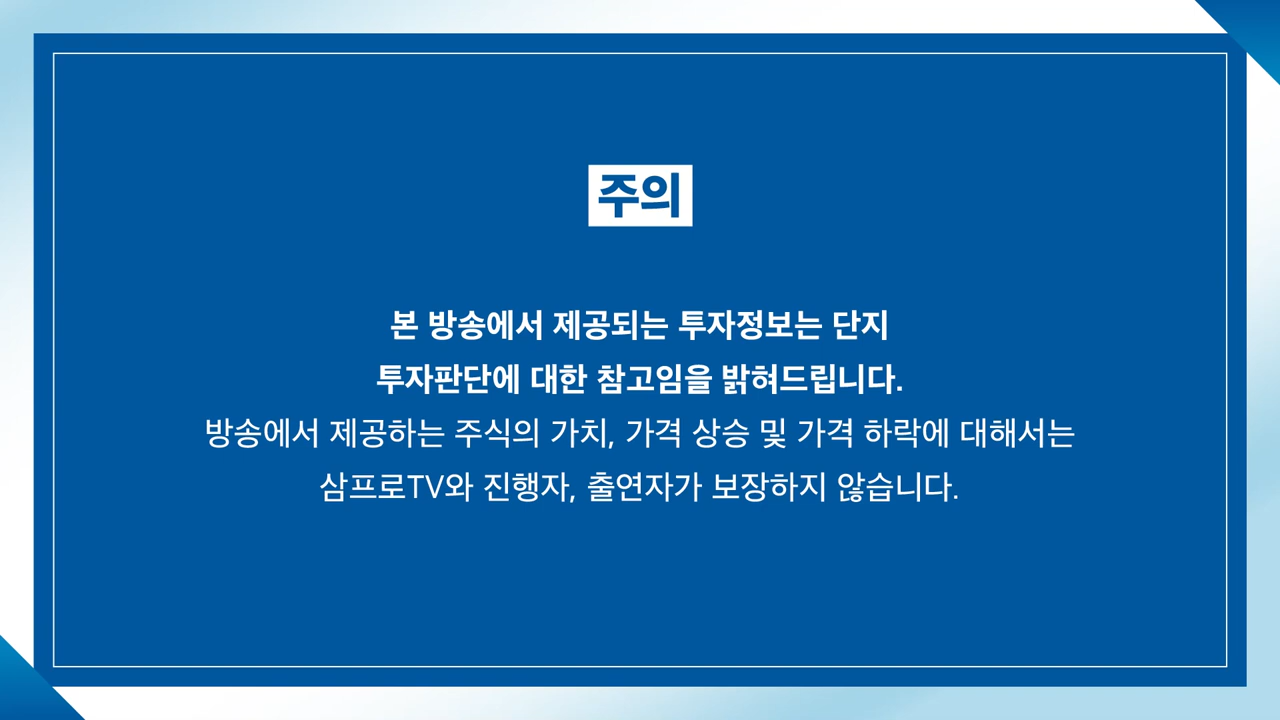 주의
본 방송에서 제공되는 투자정보는 단지
투자판단에 대한 참고임을 밝혀드립니다.
방송에서 제공하는 주식의 가치, 가격 상승 및 가격 하락에 대해서는
삼프로TV와 진행자, 출연자가 보장하지 않습니다.